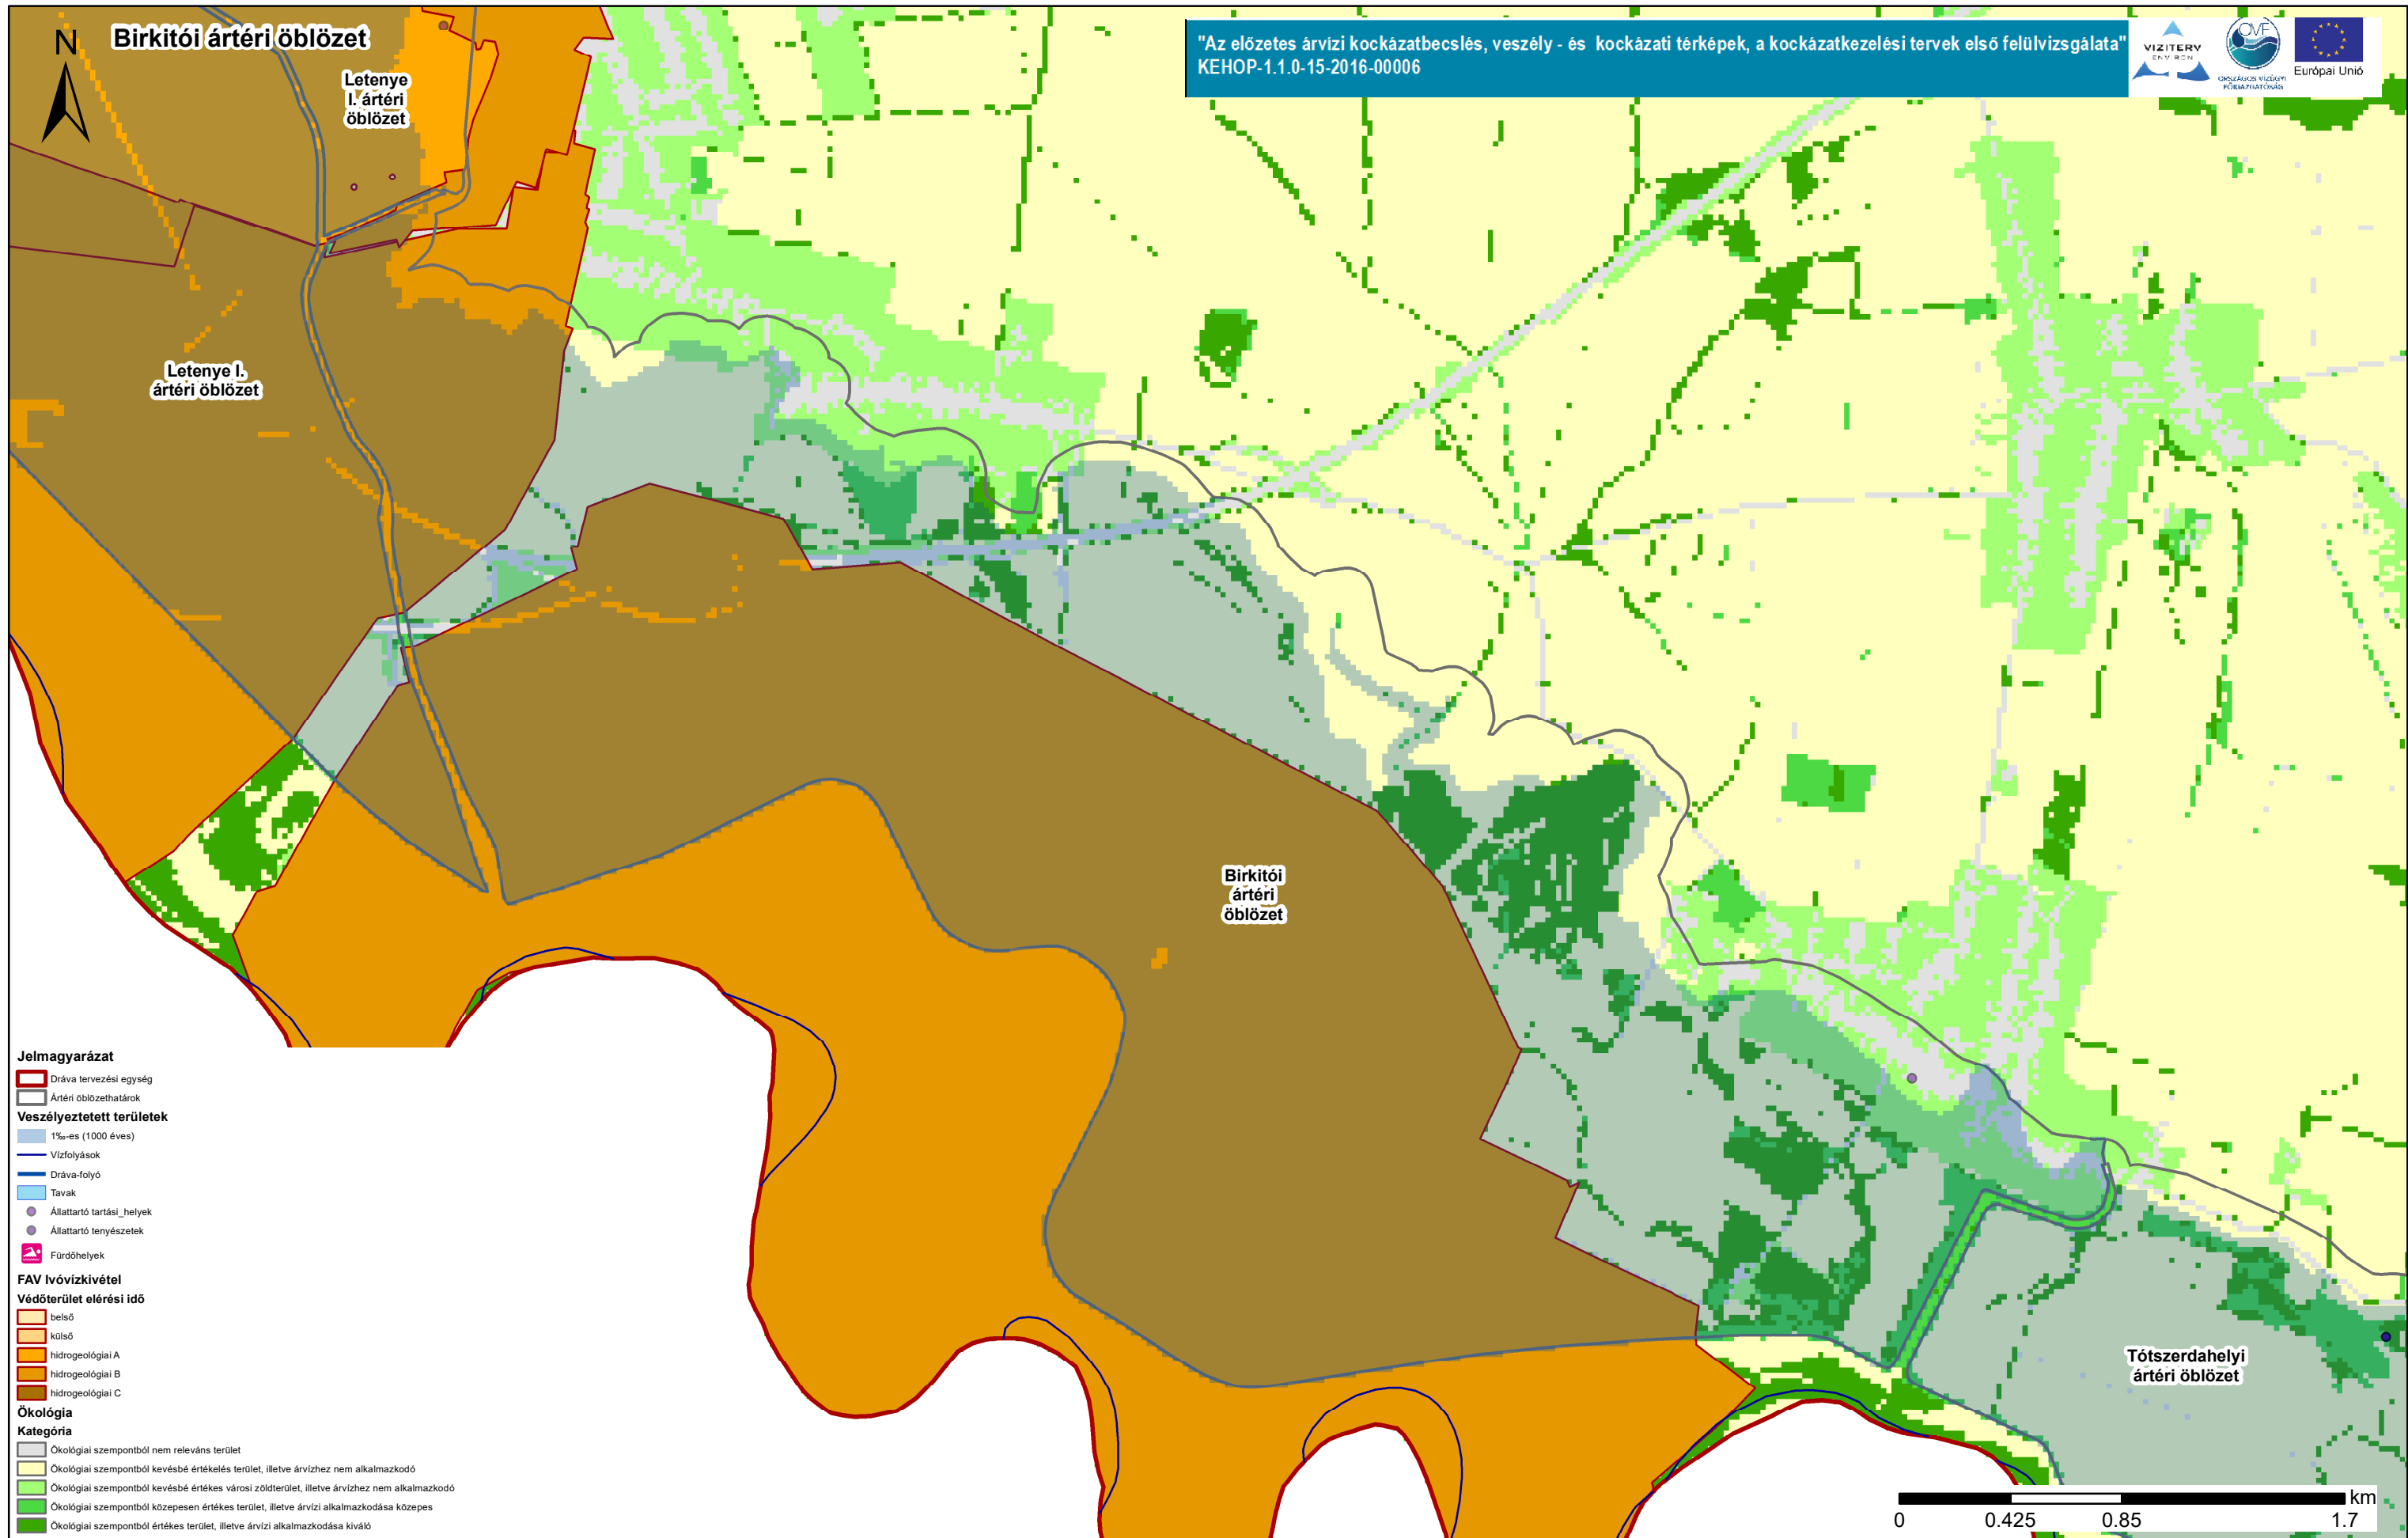 Birkitói ártéri öblözet
N
"Az előzetes árvízi kockázatbecslés, veszély - és  kockázati térképek, a kockázatkezelési tervek első felülvizsgálata"
KEHOP-1.1.0-15-2016-00006
VIZITERV
ENVIRON
OVF
ORSZÁGOS VÍZÜGYI
FŐIGAZGATÓSÁG
Európai Unió
Letenye
I. ártéri
öblözet
Letenye I.
ártéri öblözet
Birkitói
ártéri
öblözet
Tótszerdahelyi
ártéri öblözet
Jelmagyarázat
Dráva tervezési egység
Ártéri öblözethatárok
Veszélyeztetett területek
1‰-es (1000 éves)
Vízfolyások
Dráva-folyó
Tavak
Állattartó tartási_helyek
Állattartó tenyészetek
Fürdőhelyek
FAV Ivóvízkivétel
Védőterület elérési idő
belső
külső
hidrogeológiai A
hidrogeológiai B
hidrogeológiai C
Ökológia
Kategória
Ökológiai szempontból nem releváns terület
Ökológiai szempontból kevésbé értékelés terület, illetve árvízhez nem alkalmazkodó
Ökológiai szempontból kevésbé értékes városi zöldterület, illetve árvízhez nem alkalmazkodó
Ökológiai szempontból közepesen értékes terület, illetve árvízi alkalmazkodása közepes
Ökológiai szempontból értékes terület, illetve árvízi alkalmazkodása kiváló
km
0 0.425 0.85 1.7